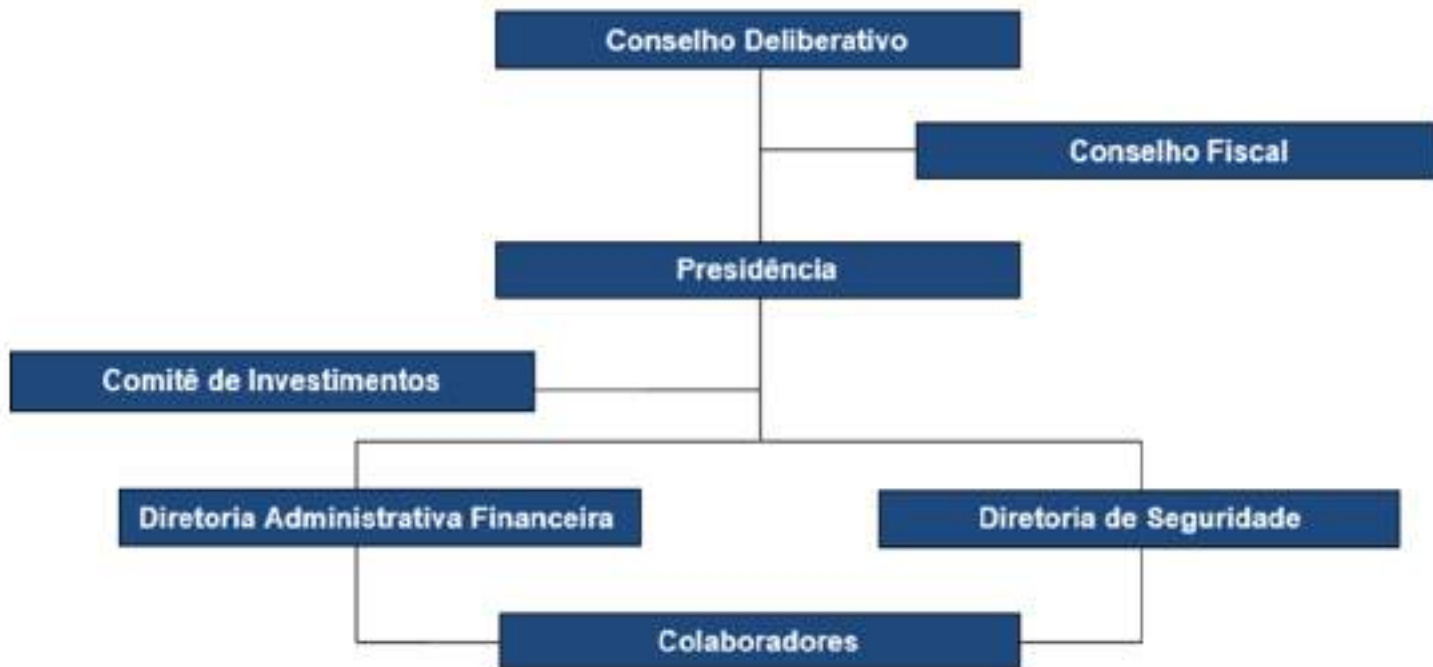 Conselho Deliberativo
Conselho Fiscal
Presidência
Comitê de Investimentos
Diretoria Administrativa Financeira
Diretoria de Seguridade
Colaboradores